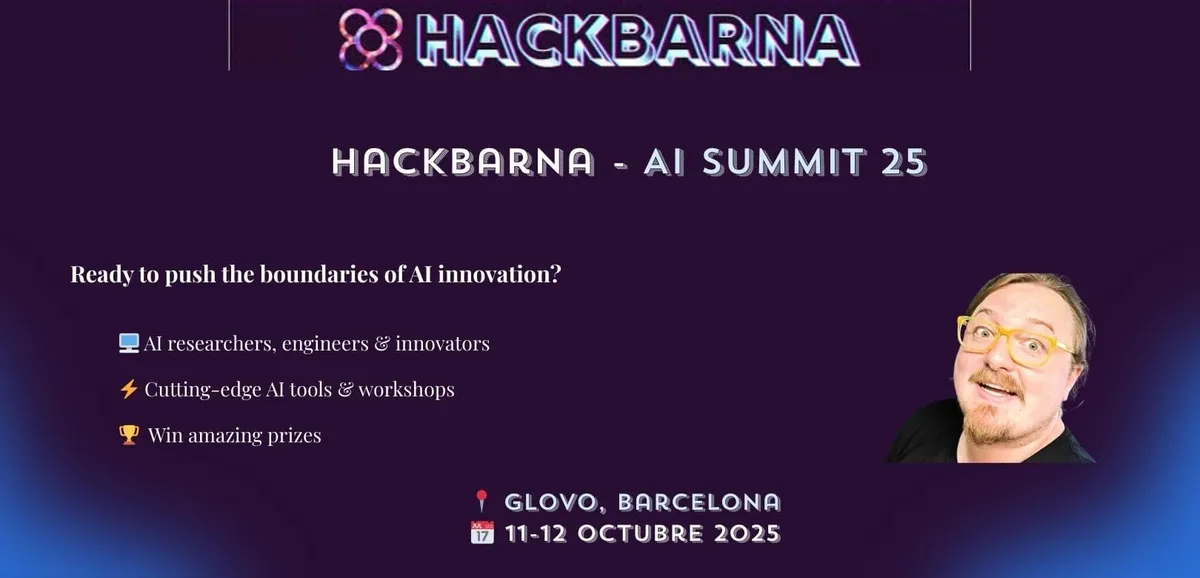 HACKBARNA
HACKBARNA - AI SUMMIT 25
Ready to push the boundaries of AI innovation?
🖥️ AI researchers, engineers & innovators
⚡ Cutting-edge AI tools & workshops
🏆 Win amazing prizes
📍 GLOVO, BARCELONA
📅 11-12 OCTUBRE 2025